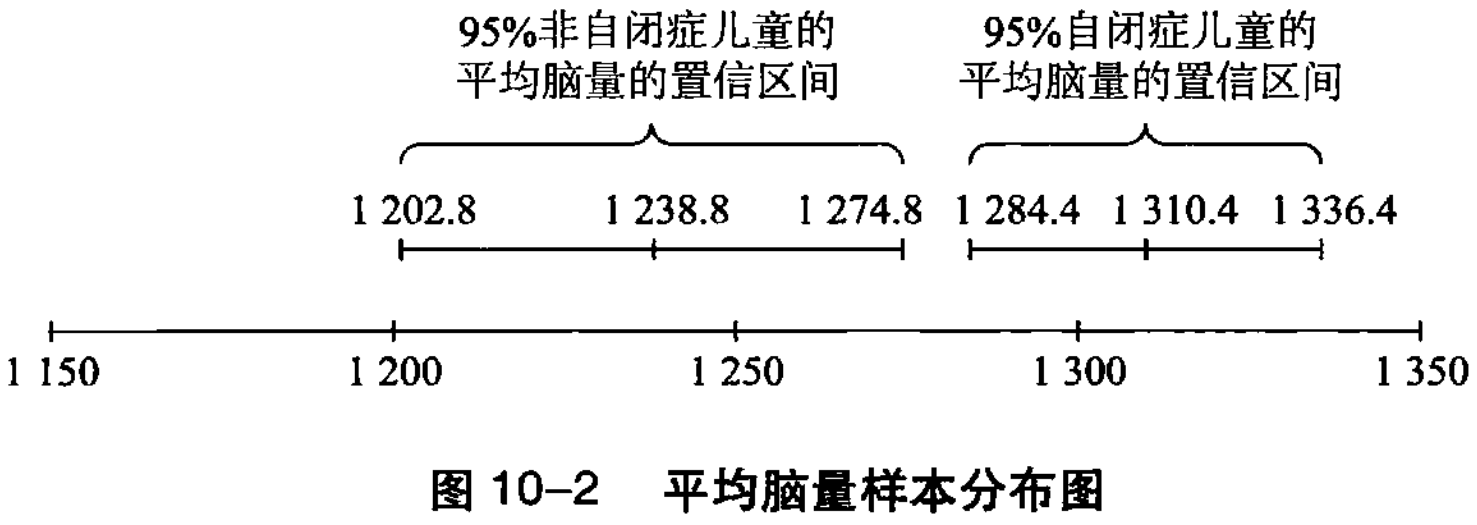 95%非自闭症儿童的
平均脑量的置信区间
95%自闭症儿童的
平均脑量的置信区间
1 202.8 1 238.8 1 274.8 1 284.4 1 310.4 1 336.4
1 150 1 200 1 250 1 300 1 350
图 10–2 平均脑量样本分布图